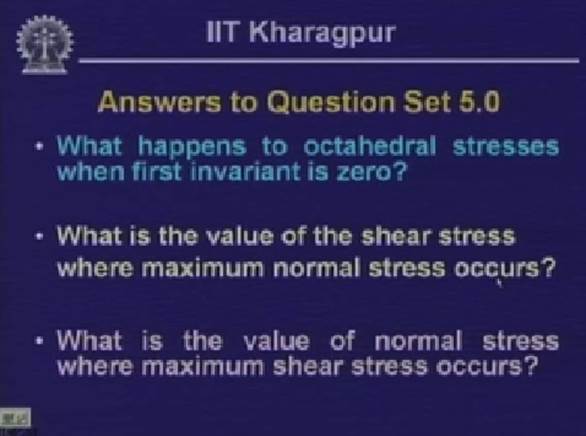 IIT Kharagpur
Answers to Question Set 5.0
• What happens to octahedral stresses
when first invariant is zero?
• What is the value of the shear stress
where maximum normal stress occurs?
• What is the value of normal stress
where maximum shear stress occurs?